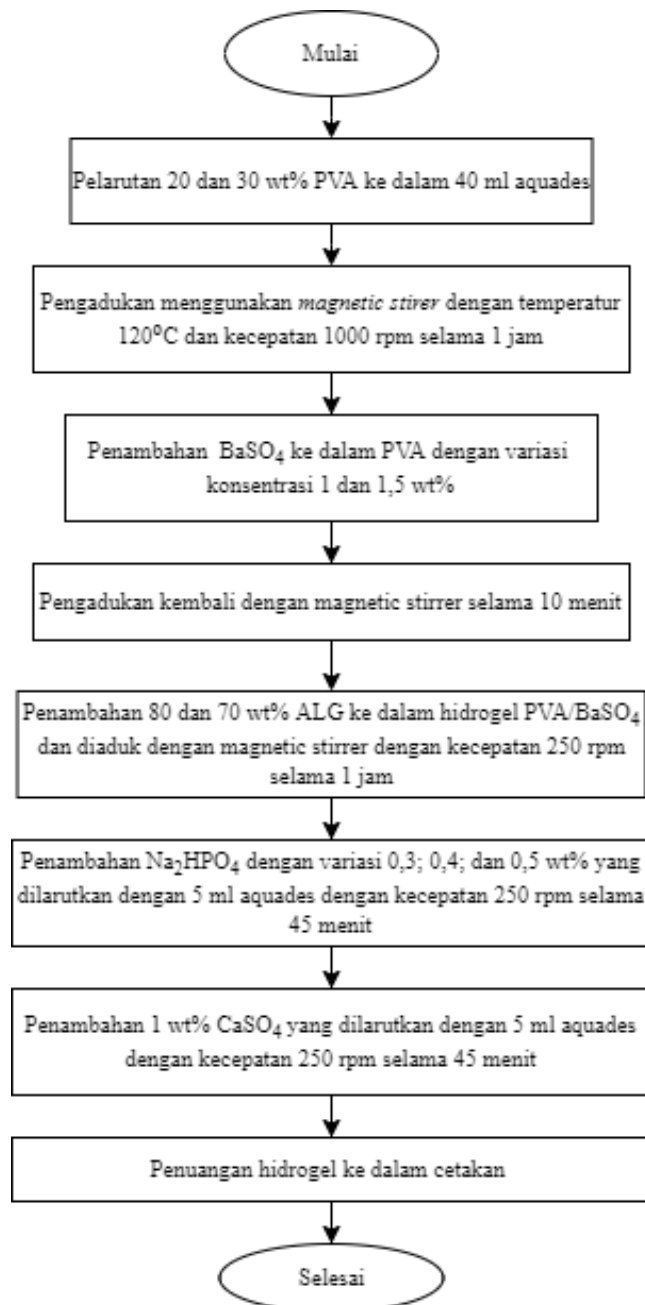 Mulai
Pelarutan 20 dan 30 wt% PVA ke dalam 40 ml aquades
Pengadukan menggunakan magnetic stirer dengan temperatur
120⁰C dan kecepatan 1000 rpm selama 1 jam
Penambahan BaSO₄ ke dalam PVA dengan variasi
konsentrasi 1 dan 1,5 wt%
Pengadukan kembali dengan magnetic stirrer selama 10 menit
Penambahan 80 dan 70 wt% ALG ke dalam hidrogel PVA/BaSO₄
dan diaduk dengan magnetic stirrer dengan kecepatan 250 rpm
selama 1 jam
Penambahan Na₂HPO₄ dengan variasi 0,3; 0,4; dan 0,5 wt% yang
dilarutkan dengan 5 ml aquades dengan kecepatan 250 rpm selama
45 menit
Penambahan 1 wt% CaSO₄ yang dilarutkan dengan 5 ml aquades
dengan kecepatan 250 rpm selama 45 menit
Penuangan hidrogel ke dalam cetakan
Selesai